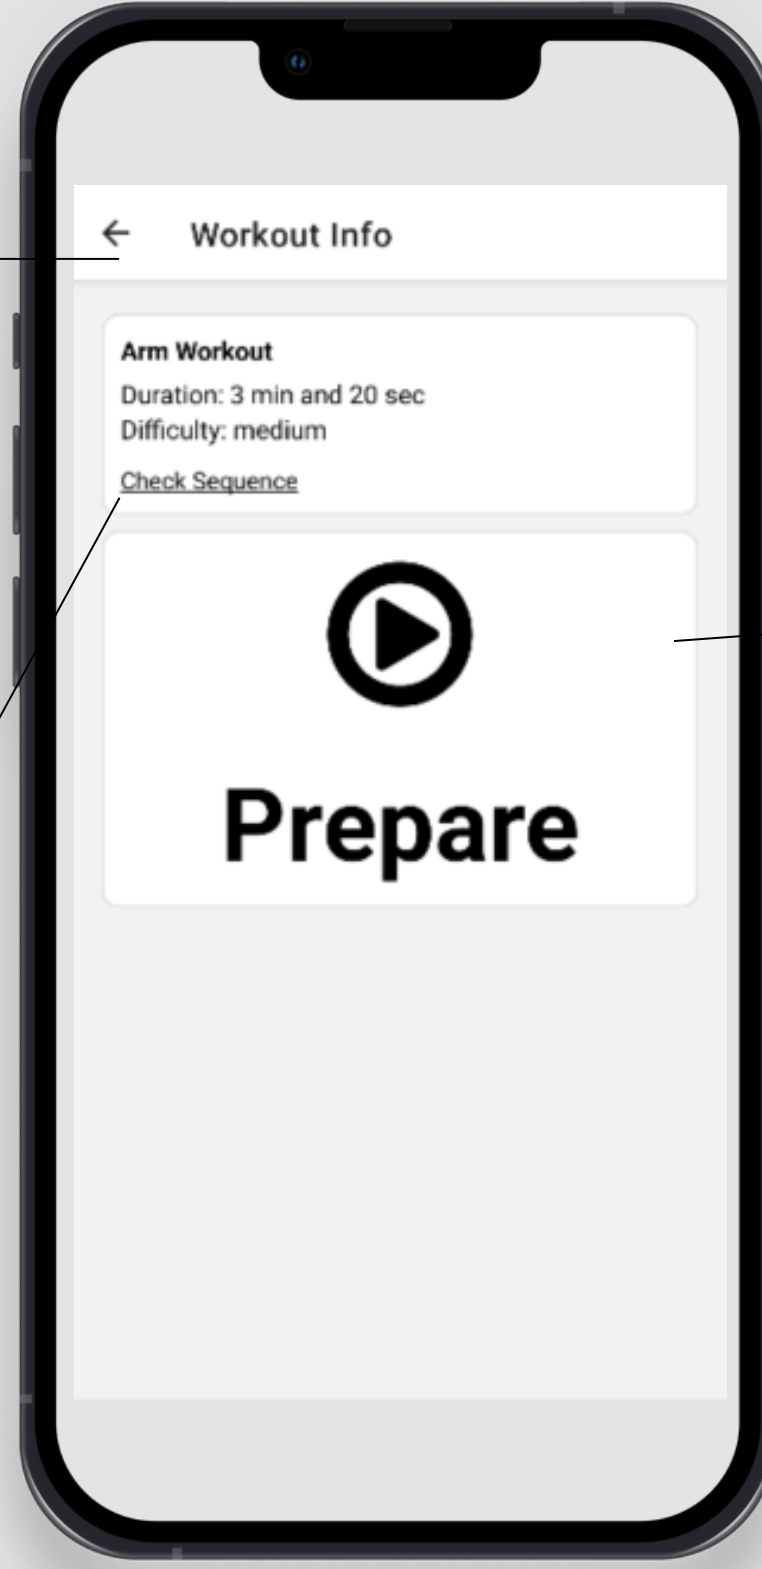 Workout Info
Arm Workout
Duration: 3 min and 20 sec
Difficulty: medium
Check Sequence
Prepare